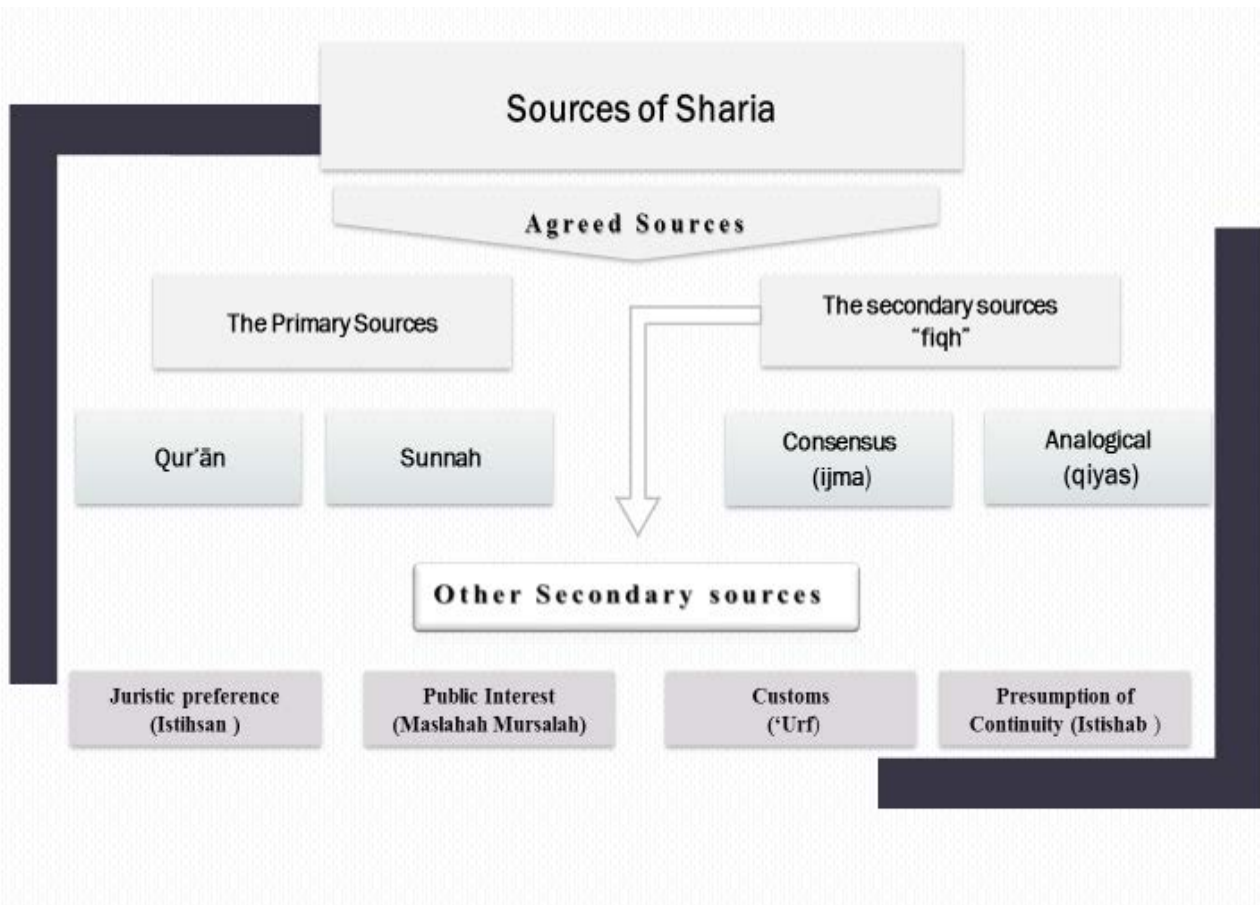 Sources of Sharia
Agreed Sources
The Primary Sources
The secondary sources
“fiqh”
Qur’ān
Sunnah
Consensus
(ijma)
Analogical
(qiyas)
Other Secondary sources
Juristic preference
(Istihsan )
Public Interest
(Maslahah Mursalah)
Customs
(‘Urf)
Presumption of
Continuity (Istishab )